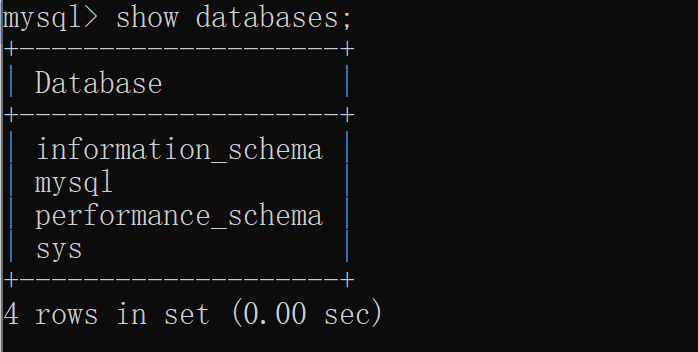 mysql> show databases;
+--------------------+
| Database           |
+--------------------+
| information_schema |
| mysql              |
| performance_schema |
| sys                |
+--------------------+
4 rows in set (0.00 sec)